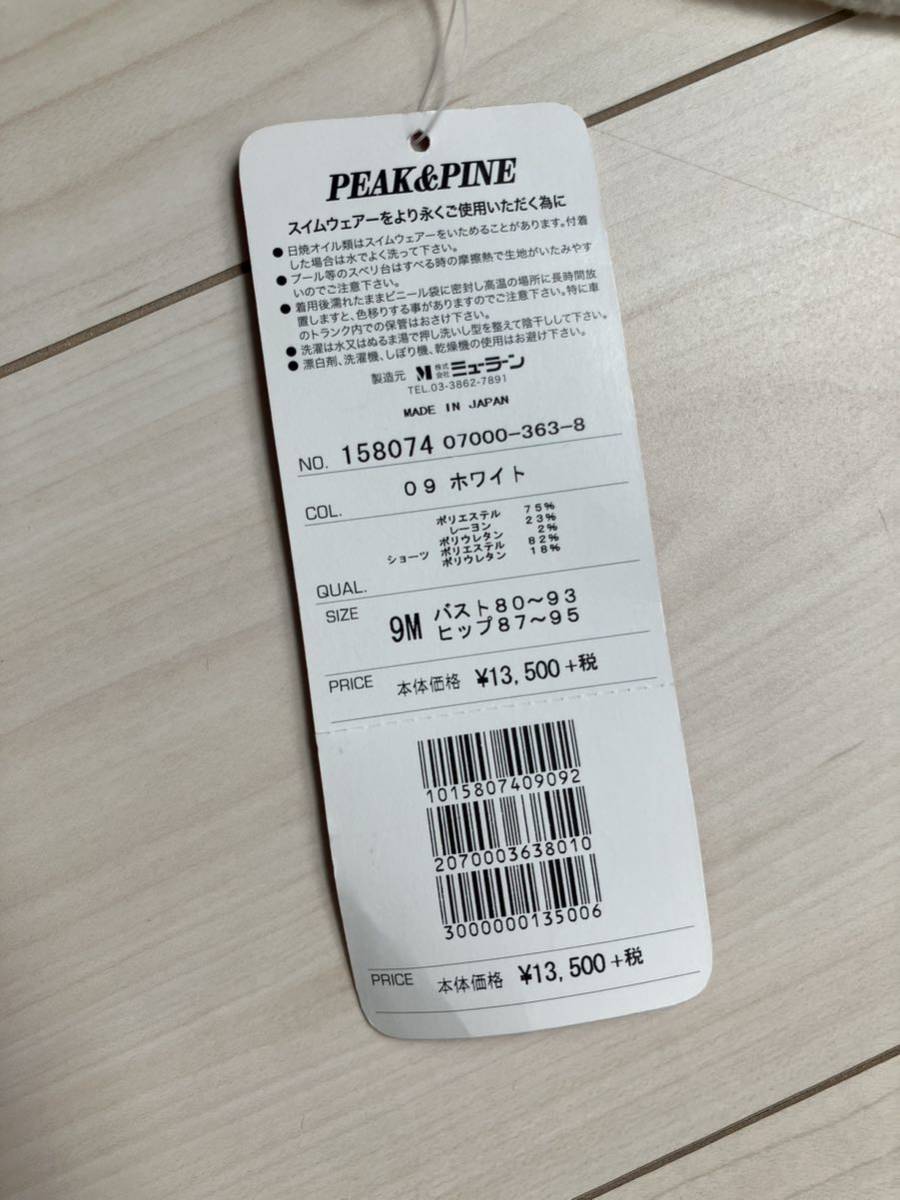 PEAK&PINE
スイムウェアーをより永くご使用いただく為に
● 日焼オイル類はスイムウェアーをいためることがあります。付着
した場合は水でよく洗って下さい。
● プール等のスベリ台はすべる時の摩擦熱で生地がいたみやす
いのでご注意下さい。
● 着用後濡れたままビニール袋に密封し高温の場所に長時間放
置しますと、色移りする事がありますのでご注意下さい。特に車
のトランク内での保管はおさけ下さい。
● 洗濯は水又はぬるま湯で押し洗いし型を整えて陰干しして下さい。
● 漂白剤、洗濯機、しぼり機、乾燥機の使用はお避け下さい。
製造元 M 株式会社 ミューラーン
TEL.03-3862-7891
MADE IN JAPAN
NO. 158074 07000-363-8
COL. 09 ホワイト
ポリエステル 75%
レーヨン 23%
ポリウレタン 2%
ショーツ ポリエステル 82%
ポリウレタン 18%
QUAL.
SIZE 9M バスト80〜93
ヒップ87〜95
PRICE 本体価格 ¥13,500+税
1015807409092
2070003638010
3000000135006
PRICE 本体価格 ¥13,500+税